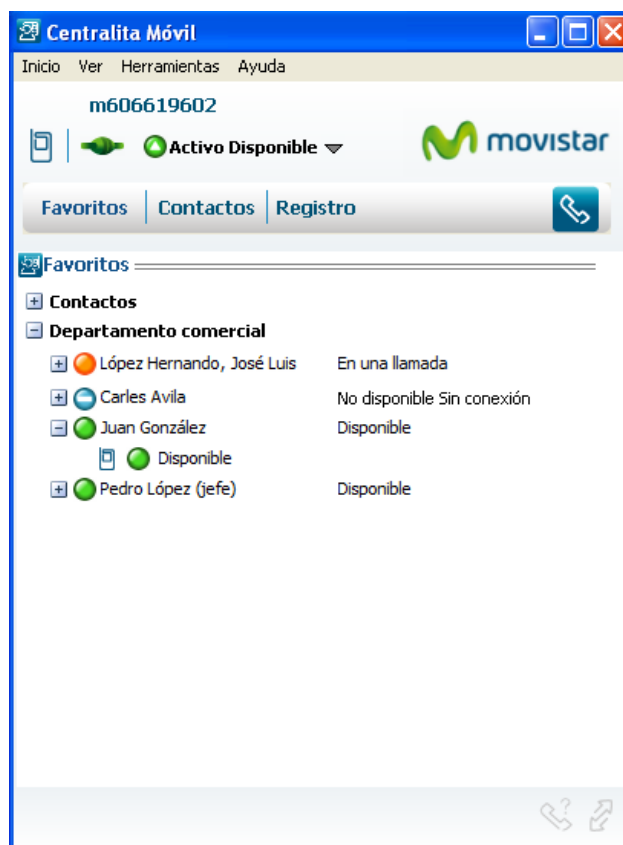 Centralita Móvil
Inicio Ver Herramientas Ayuda
m606619602
Activo Disponible
movistar
Favoritos Contactos Registro
Favoritos
Contactos
Departamento comercial
López Hernando, José Luis En una llamada
Carles Avila No disponible Sin conexión
Juan González Disponible
Disponible
Pedro López (jefe) Disponible